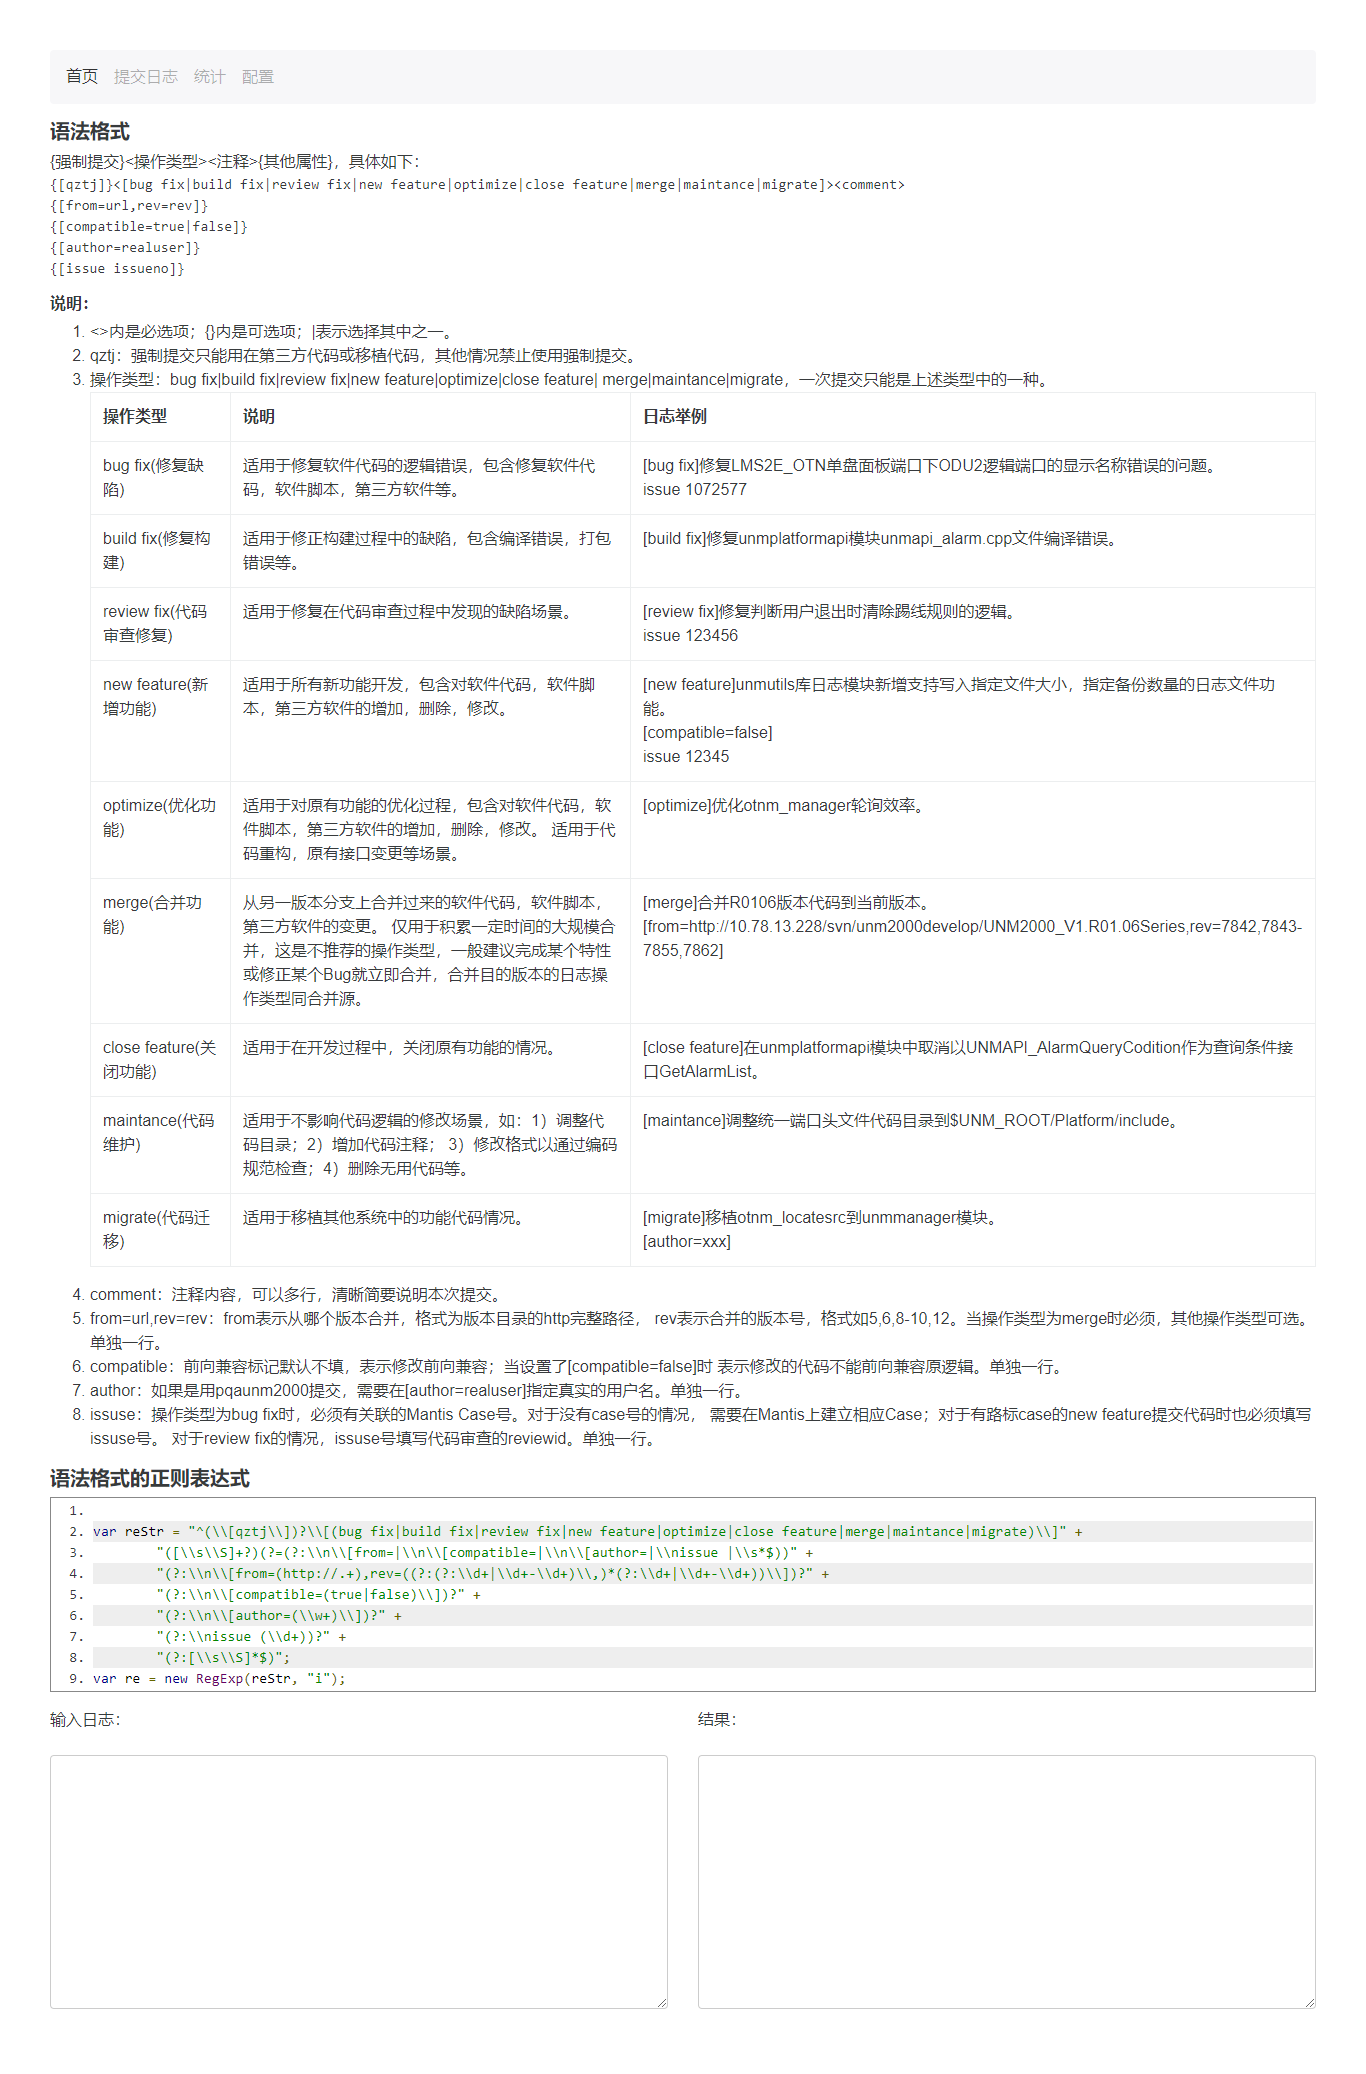 首页 提交日志 统计 配置
语法格式
{强制提交}<操作类型><注释>{其他属性}，具体如下：
{[qztj]}<[bug fix|build fix|review fix|new feature|optimize|close feature|merge|maintance|migrate]><comment>
{[from=url,rev=rev]}
{[compatible=true|false]}
{[author=realuser]}
{[issue issueno]}
说明：
1. <>内是必选项；{}内是可选项；|表示选择其中之一。
2. qztj：强制提交只能用在第三方代码或移植代码，其他情况禁止使用强制提交。
3. 操作类型：bug fix|build fix|review fix|new feature|optimize|close feature| merge|maintance|migrate，一次提交只能是上述类型中的一种。
操作类型 说明 日志举例
bug fix(修复缺
陷)
适用于修复软件代码的逻辑错误，包含修复软件代
码，软件脚本，第三方软件等。
[bug fix]修复LMS2E_OTN单盘面板端口下ODU2逻辑端口的显示名称错误的问题。
issue 1072577
build fix(修复构
建)
适用于修正构建过程中的缺陷，包含编译错误，打包
错误等。
[build fix]修复unmplatformapi模块unmapi_alarm.cpp文件编译错误。
review fix(代码
审查修复)
适用于修复在代码审查过程中发现的缺陷场景。
[review fix]修复判断用户退出时清除踢线规则的逻辑。
issue 123456
new feature(新
增功能)
适用于所有新功能开发，包含对软件代码，软件脚
本，第三方软件的增加，删除，修改。
[new feature]unmutils库日志模块新增支持写入指定文件大小，指定备份数量的日志文件功
能。
[compatible=false]
issue 12345
optimize(优化功
能)
适用于对原有功能的优化过程，包含对软件代码，软
件脚本，第三方软件的增加，删除，修改。 适用于代
码重构，原有接口变更等场景。
[optimize]优化otnm_manager轮询效率。
merge(合并功
能)
从另一版本分支上合并过来的软件代码，软件脚本，
第三方软件的变更。 仅用于积累一定时间的大规模合
并，这是不推荐的操作类型，一般建议完成某个特性
或修正某个Bug就立即合并，合并目的版本的日志操
作类型同合并源。
[merge]合并R0106版本代码到当前版本。
[from=http://10.78.13.228/svn/unm2000develop/UNM2000_V1.R01.06Series,rev=7842,7843-
7855,7862]
close feature(关
闭功能)
适用于在开发过程中，关闭原有功能的情况。
[close feature]在unmplatformapi模块中取消以UNMAPI_AlarmQueryCodition作为查询条件接
口GetAlarmList。
maintance(代码
维护)
适用于不影响代码逻辑的修改场景，如：1）调整代
码目录；2）增加代码注释； 3）修改格式以通过编码
规范检查；4）删除无用代码等。
[maintance]调整统一端口头文件代码目录到$UNM_ROOT/Platform/include。
migrate(代码迁
移)
适用于移植其他系统中的功能代码情况。
[migrate]移植otnm_locatesrc到unmmanager模块。
[author=xxx]
4. comment：注释内容，可以多行，清晰简要说明本次提交。
5. from=url,rev=rev：from表示从哪个版本合并，格式为版本目录的http完整路径， rev表示合并的版本号，格式如5,6,8-10,12。当操作类型为merge时必须，其他操作类型可选。
单独一行。
6. compatible：前向兼容标记默认不填，表示修改前向兼容；当设置了[compatible=false]时 表示修改的代码不能前向兼容原逻辑。单独一行。
7. author：如果是用pqaunm2000提交，需要在[author=realuser]指定真实的用户名。单独一行。
8. issuse：操作类型为bug fix时，必须有关联的Mantis Case号。对于没有case号的情况， 需要在Mantis上建立相应Case；对于有路标case的new feature提交代码时也必须填写
issuse号。 对于review fix的情况，issuse号填写代码审查的reviewid。单独一行。
语法格式的正则表达式
1.
2. var reStr = "^(\\[qztj\\])?\\[(bug fix|build fix|review fix|new feature|optimize|close feature|merge|maintance|migrate)\\]" +
3. "([\\s\\S]+?)(?=(?:\\n\\[from=|\\n\\[compatible=|\\n\\[author=|\\nissue |\\s*$))" +
4. "(?:\\n\\[from=(http://.+),rev=((?:(?:\\d+|\\d+-\\d+)\\,)*(?:\\d+|\\d+-\\d+))\\])?" +
5. "(?:\\n\\[compatible=(true|false)\\])?" +
6. "(?:\\n\\[author=(\\w+)\\])?" +
7. "(?:\\nissue (\\d+))?" +
8. "(?:[\\s\\S]*$)";
9. var re = new RegExp(reStr, "i");
输入日志： 结果：